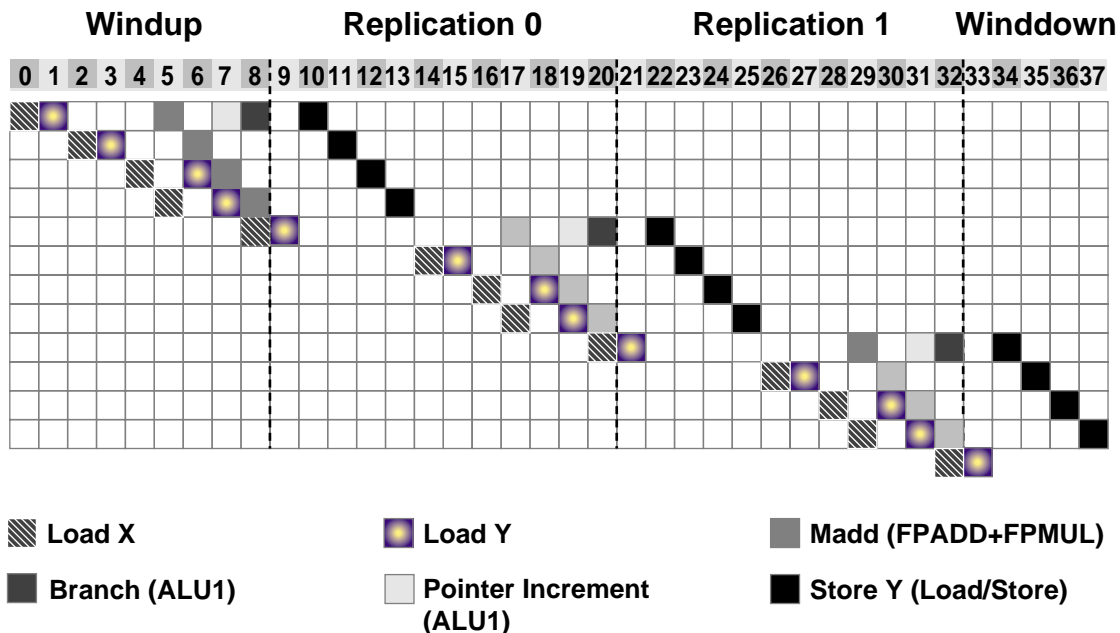 Windup Replication 0 Replication 1 Winddown
0 1 2 3 4 5 6 7 8 9 10 11 12 13 14 15 16 17 18 19 20 21 22 23 24 25 26 27 28 29 30 31 32 33 34 35 36 37
Load X Load Y Madd (FPADD+FPMUL)
Branch (ALU1) Pointer Increment Store Y (Load/Store)
(ALU1)